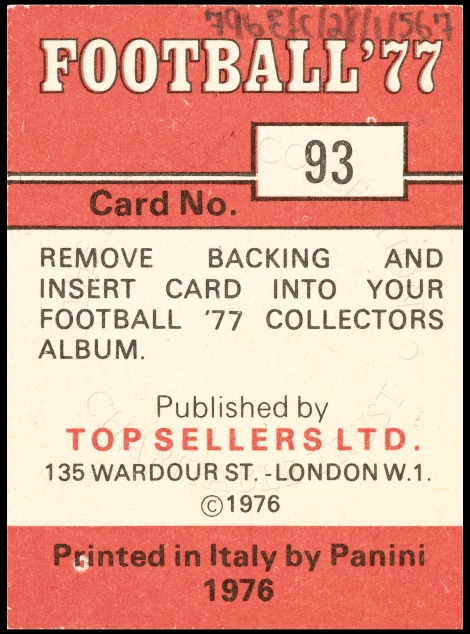 FOOTBALL '77
93
Card No.
REMOVE BACKING AND
INSERT CARD INTO YOUR
FOOTBALL '77 COLLECTORS
ALBUM.
Published by
TOP SELLERS LTD.
135 WARDOUR ST. - LONDON W.1.
© 1976
Printed in Italy by Panini
1976